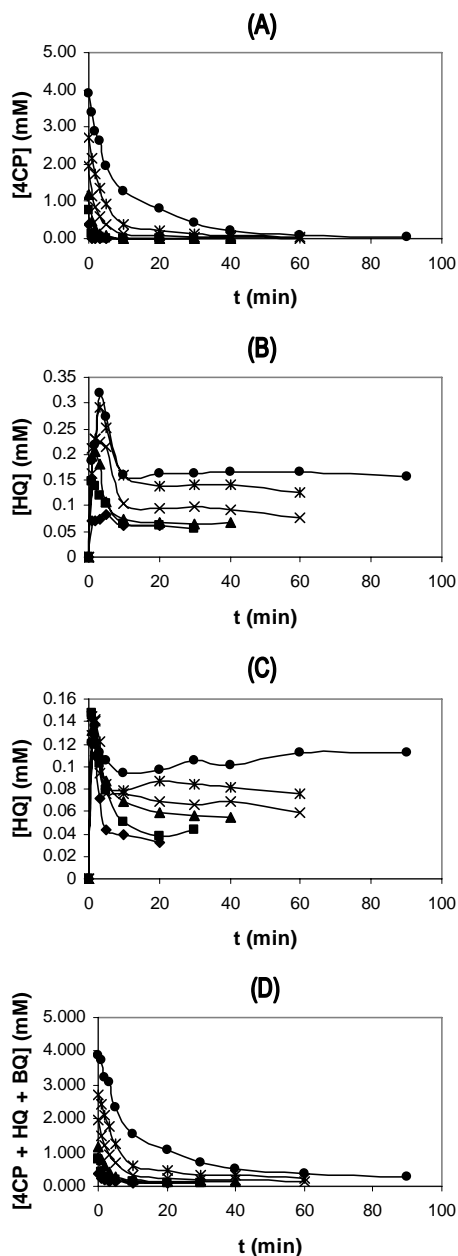 (A)
5.00
4.00
3.00
2.00
1.00
0.00
[4CP] (mM)
0 20 40 60 80 100
t (min)
(B)
0.35
0.3
0.25
0.2
0.15
0.1
0.05
0
[HQ] (mM)
0 20 40 60 80 100
t (min)
(C)
0.16
0.14
0.12
0.1
0.08
0.06
0.04
0.02
0
[HQ] (mM)
0 20 40 60 80 100
t (min)
(D)
5.000
4.000
3.000
2.000
1.000
0.000
[4CP + HQ + BQ] (mM)
0 20 40 60 80 100
t (min)